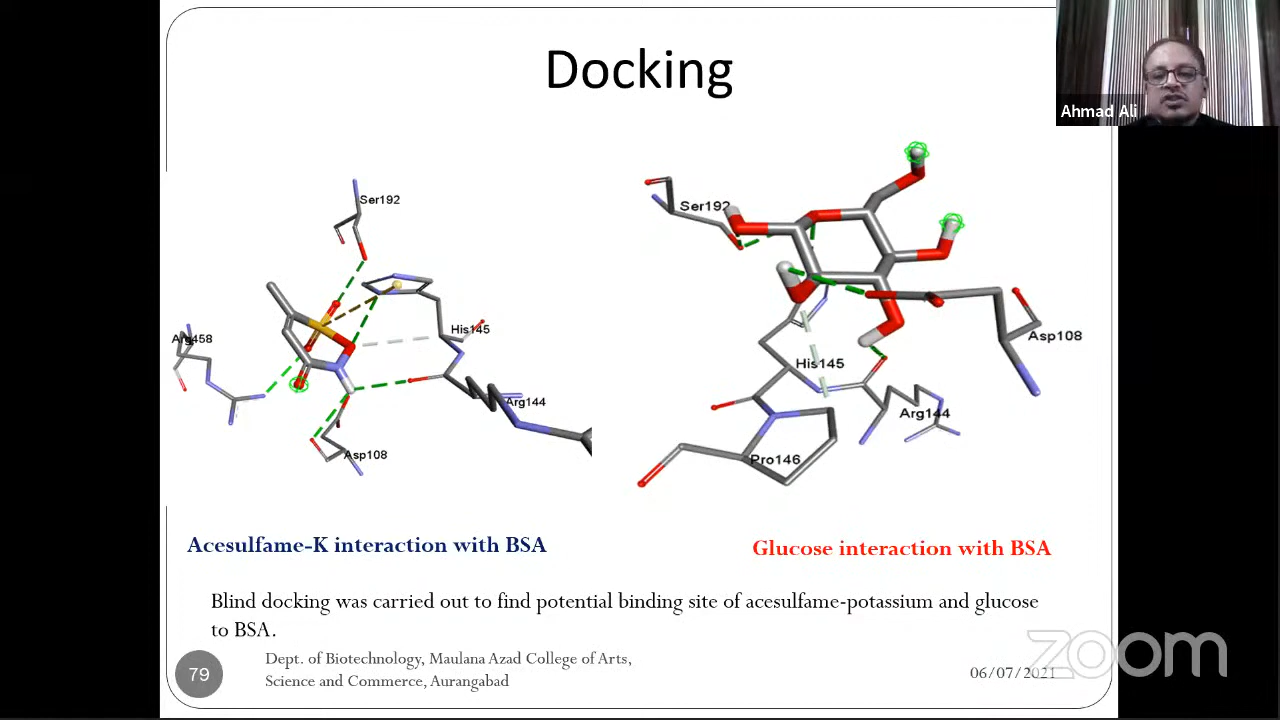 Docking
Ahmad Ali
Ser192
His145
Arg458
Arg144
Asp108
Ser192
Asp108
His145
Arg144
Pro146
Acesulfame-K interaction with BSA
Glucose interaction with BSA
Blind docking was carried out to find potential binding site of acesulfame-potassium and glucose
to BSA.
79
Dept. of Biotechnology, Maulana Azad College of Arts,
Science and Commerce, Aurangabad
06/07/2021
zoom